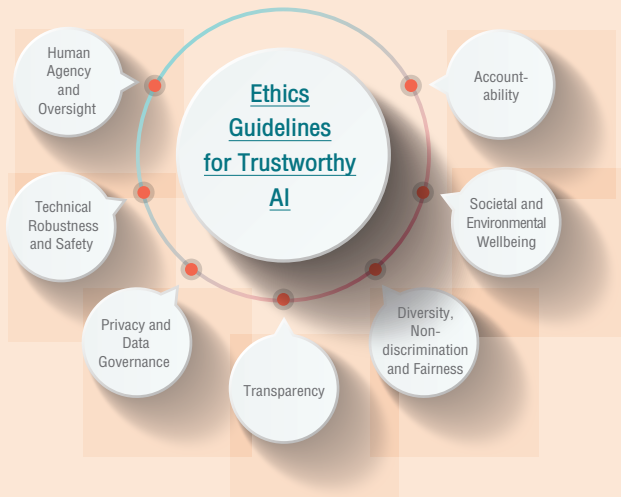 Ethics
Guidelines
for Trustworthy
AI
Human
Agency
and
Oversight
Technical
Robustness
and Safety
Privacy and
Data
Governance
Transparency
Diversity,
Non-
discrimination
and Fairness
Societal and
Environmental
Wellbeing
Account-
ability